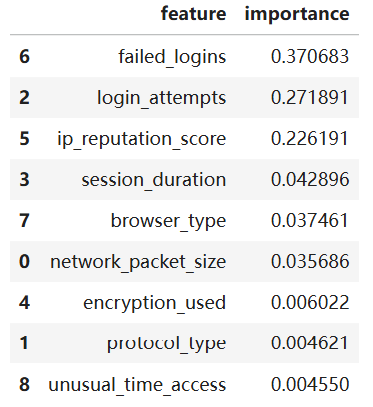 feature importance
6 failed_logins 0.370683
2 login_attempts 0.271891
5 ip_reputation_score 0.226191
3 session_duration 0.042896
7 browser_type 0.037461
0 network_packet_size 0.035686
4 encryption_used 0.006022
1 protocol_type 0.004621
8 unusual_time_access 0.004550